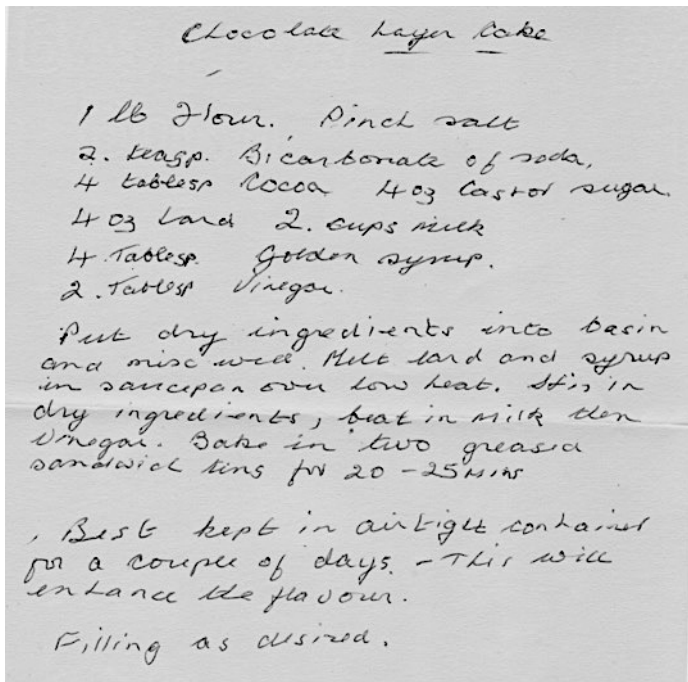 Chocolate Layer Cake
1 lb Flour. Pinch salt
2. teasp. Bicarbonate of soda,
4 tablesp Cocoa 4 oz Castor sugar.
4 oz Lard 2. cups Milk
4. Tablesp. Golden syrup.
2. Tablesp Vinegar.
Put dry ingredients into basin
and mix well. Melt lard and syrup
in saucepan over low heat. Stir in
dry ingredients, beat in Milk then
Vinegar. Bake in two greased
sandwich tins for 20 - 25 Mins
Best kept in airtight container
for a couple of days. - This will
enhance the flavour.
Filling as desired.